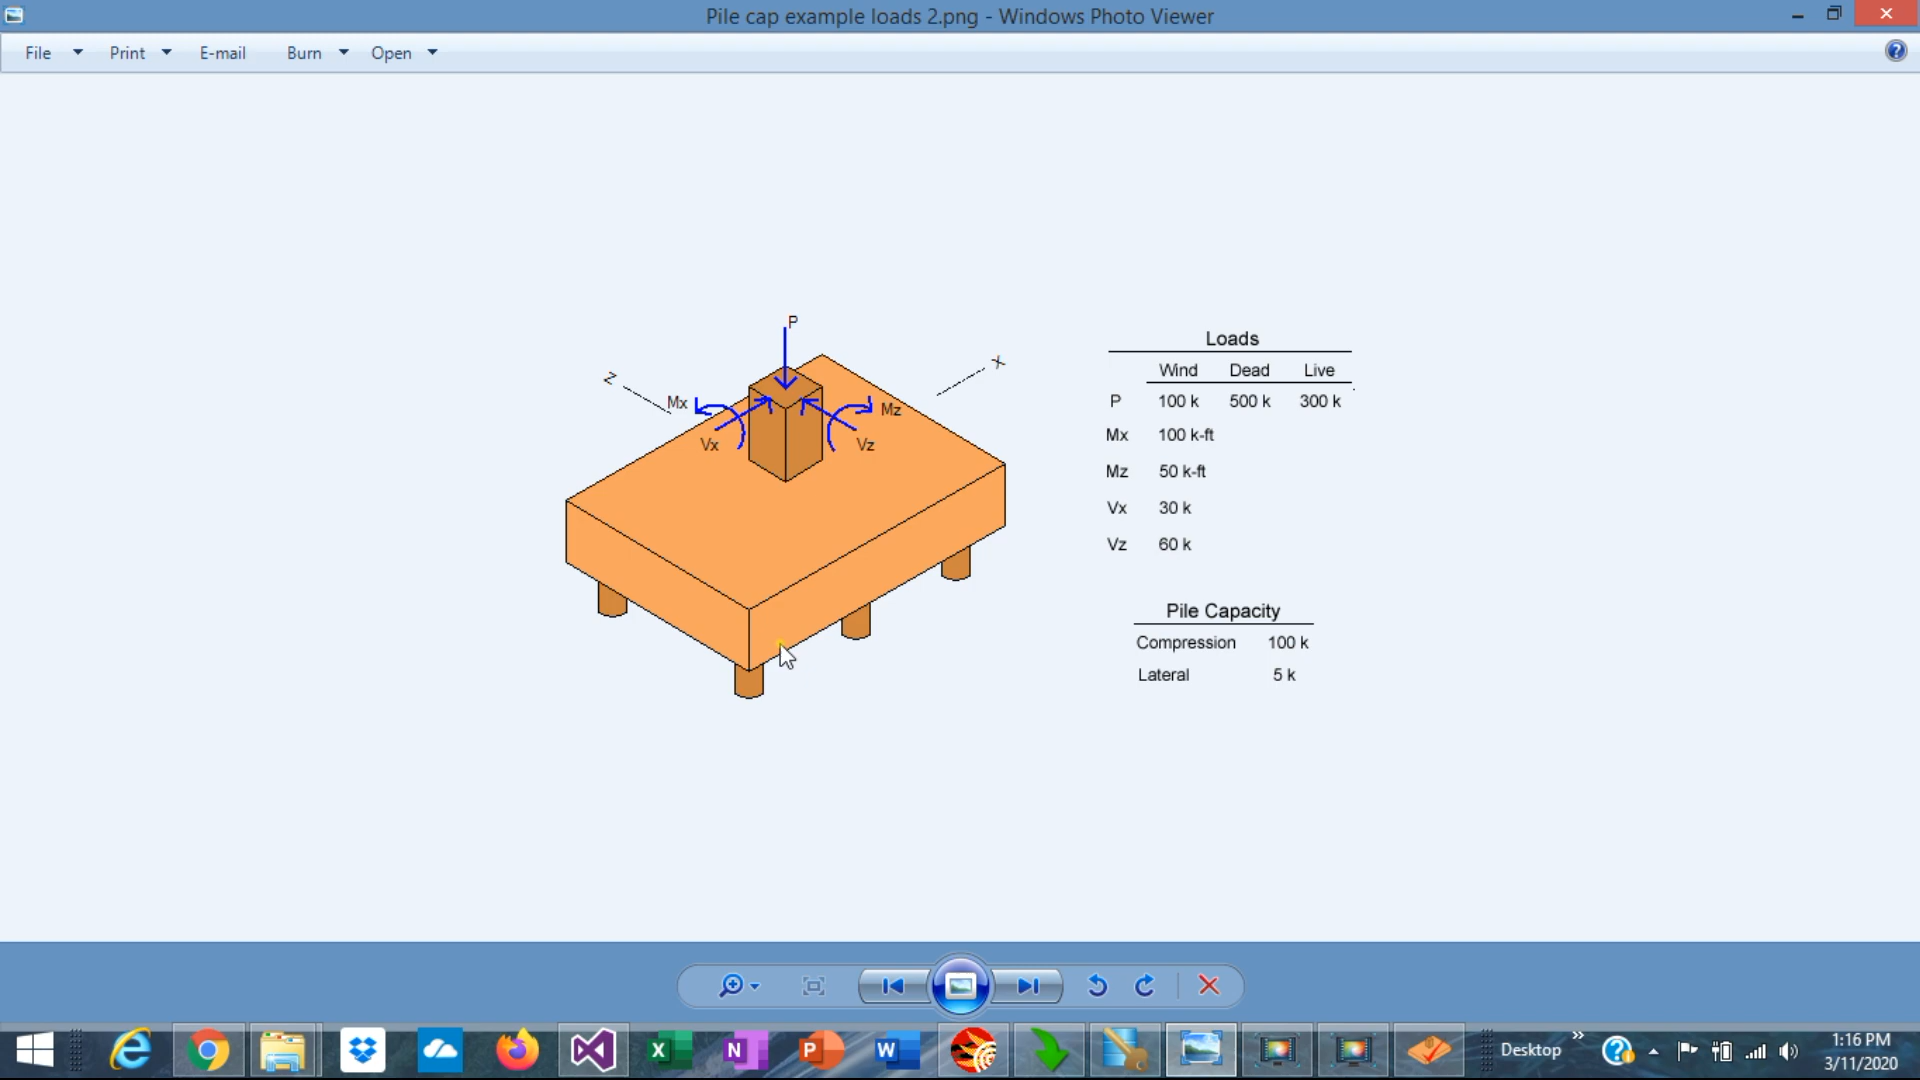 Pile cap example loads 2.png - Windows Photo Viewer
File Print E-mail Burn Open
P
Z
X
Mx
Mz
Vx
Vz
Loads
Wind Dead Live
P 100 k 500 k 300 k
Mx 100 k-ft
Mz 50 k-ft
Vx 30 k
Vz 60 k
Pile Capacity
Compression 100 k
Lateral 5 k
Desktop
1:16 PM
3/11/2020